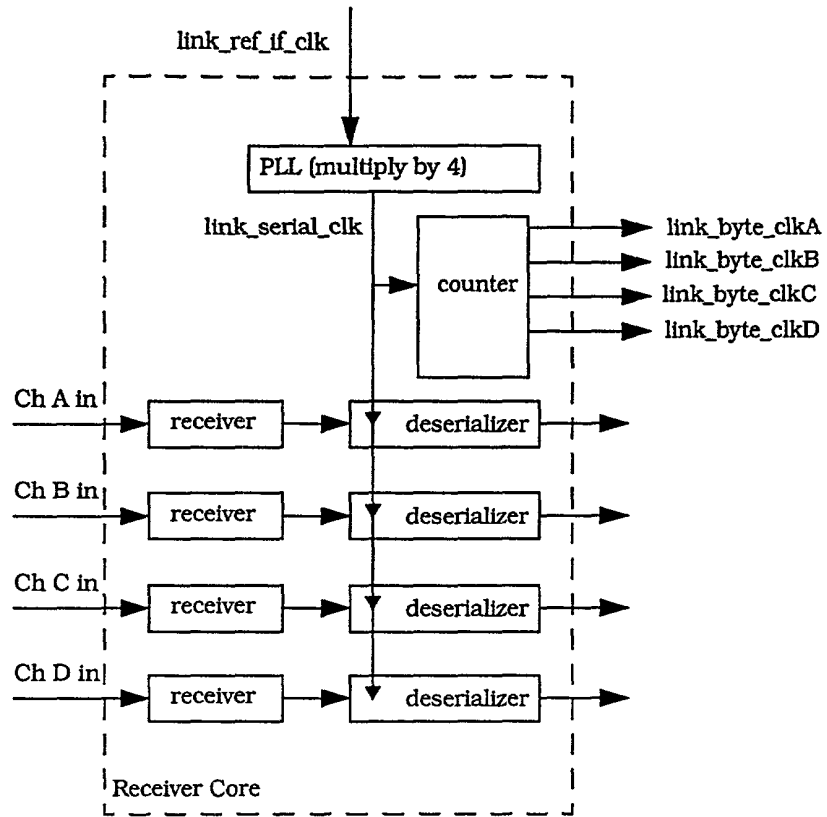 link_ref_if_clk
PLL (multiply by 4)
link_serial_clk
counter
link_byte_clkA
link_byte_clkB
link_byte_clkC
link_byte_clkD
Ch A in
receiver
deserializer
Ch B in
receiver
deserializer
Ch C in
receiver
deserializer
Ch D in
receiver
deserializer
Receiver Core